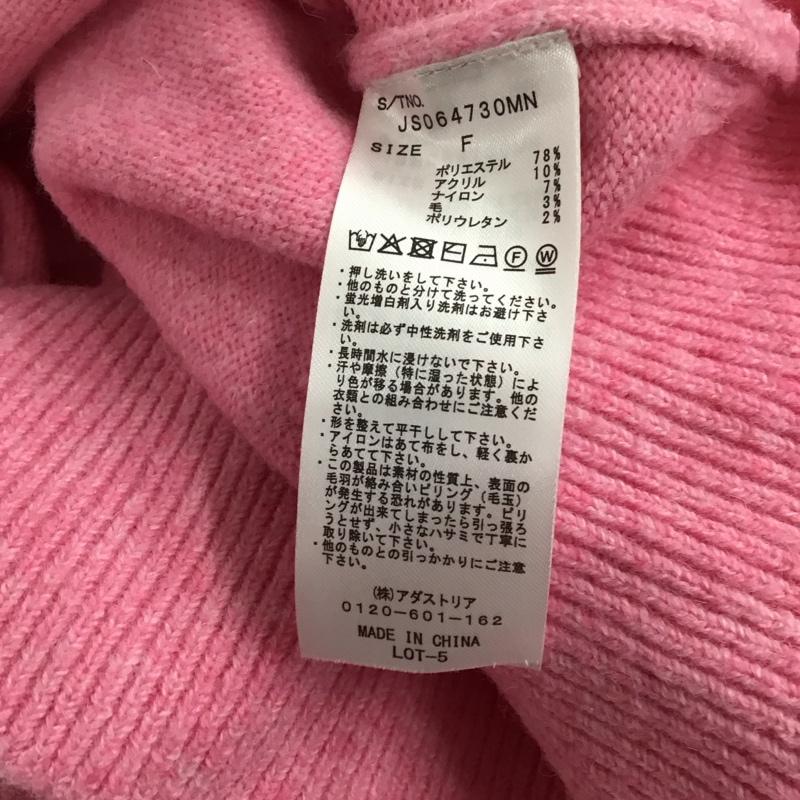 S/TNO.
JS064730MN
SIZE F
ポリエステル 78%
アクリル 10%
ナイロン 7%
毛 3%
ポリウレタン 2%
・押し洗いをして下さい。
・他のものと分けて洗ってください。
・蛍光増白剤入り洗剤はお避け下さ
い。
・洗剤は必ず中性洗剤をご使用下さ
い。
・長時間水に浸けないで下さい。
・汗や摩擦（特に湿った状態）によ
り色が移る場合があります。他の
衣類との組み合わせにご注意くだ
さい。
・形を整えて平干しして下さい。
・アイロンはあて布をし、軽く裏か
らあてて下さい。
・この製品は素材の性質上、表面の
毛羽が絡み合いピリング（毛玉）
が発生する恐れがあります。ピリ
ングが出来てしまったら引っ張ろ
うとせず、小さなハサミで丁寧に
取り除いて下さい。
・他のものとの引っかかりにご注意
下さい。
(株)アダストリア
0120-601-162
MADE IN CHINA
LOT-5